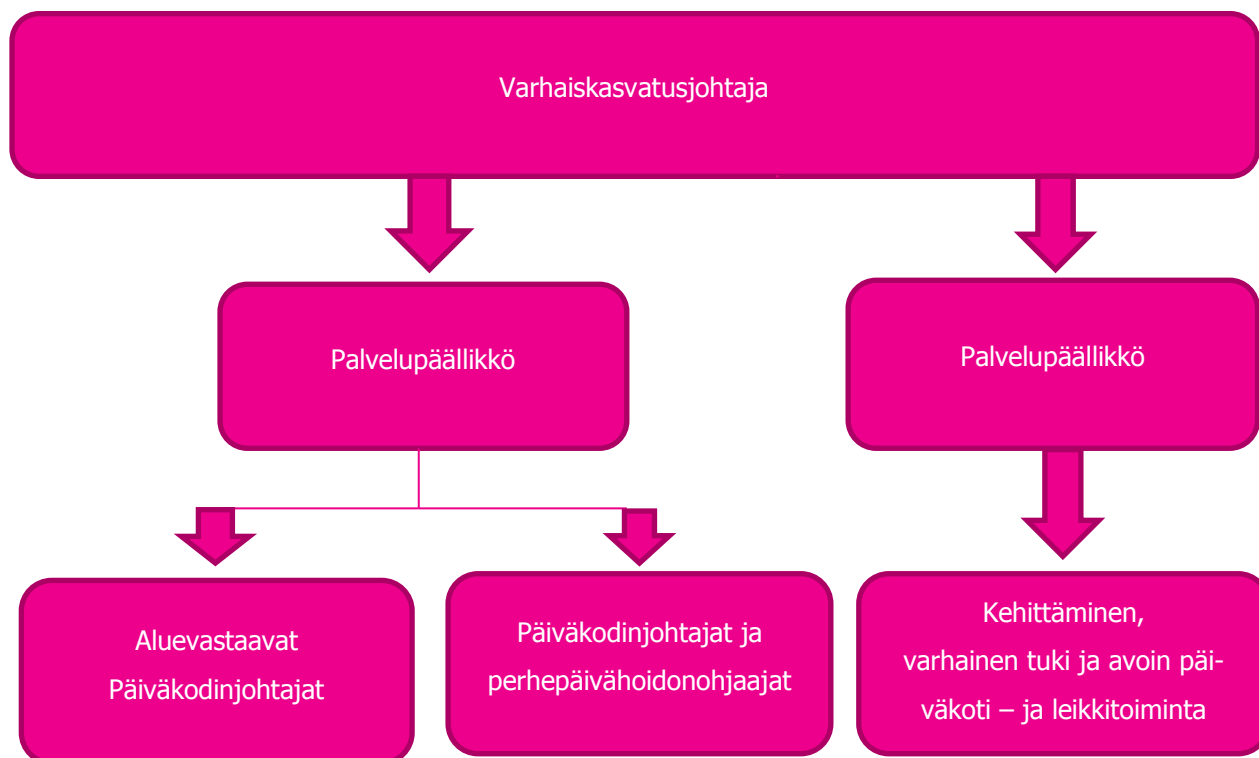 Varhaiskasvatusjohtaja
Palvelupäällikkö
Palvelupäällikkö
Aluevastaavat
Päiväkodinjohtajat
Päiväkodinjohtajat ja
perhepäivähoidonohjaajat
Kehittäminen,
varhainen tuki ja avoin päi-
väkoti – ja leikkitoiminta